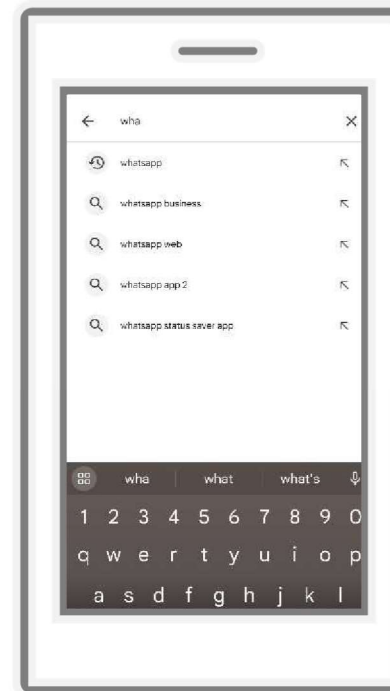 wha
whatsapp
whatsapp business
whatsapp web
whatsapp app 2
whatsapp status saver app
wha what what's
1 2 3 4 5 6 7 8 9 0
q w e r t y u i o p
a s d f g h j k l